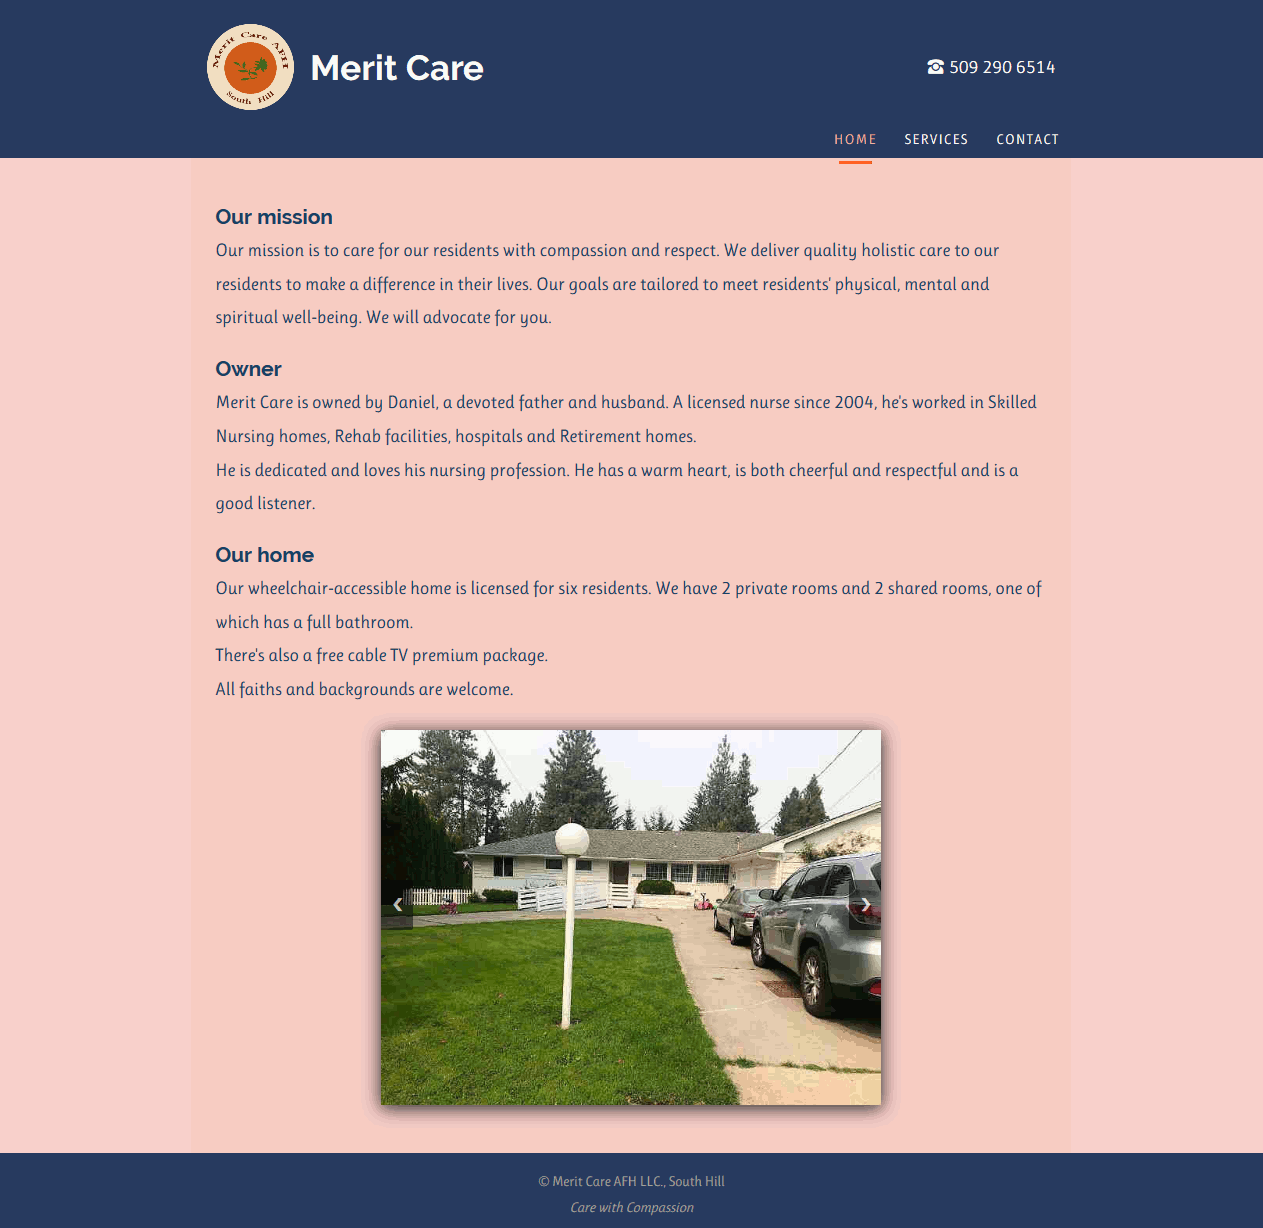 Merit Care AFH
South Hill
Merit Care
509 290 6514
HOME SERVICES CONTACT
Our mission
Our mission is to care for our residents with compassion and respect. We deliver quality holistic care to our
residents to make a difference in their lives. Our goals are tailored to meet residents' physical, mental and
spiritual well-being. We will advocate for you.
Owner
Merit Care is owned by Daniel, a devoted father and husband. A licensed nurse since 2004, he's worked in Skilled
Nursing homes, Rehab facilities, hospitals and Retirement homes.
He is dedicated and loves his nursing profession. He has a warm heart, is both cheerful and respectful and is a
good listener.
Our home
Our wheelchair-accessible home is licensed for six residents. We have 2 private rooms and 2 shared rooms, one of
which has a full bathroom.
There's also a free cable TV premium package.
All faiths and backgrounds are welcome.
© Merit Care AFH LLC., South Hill
Care with Compassion